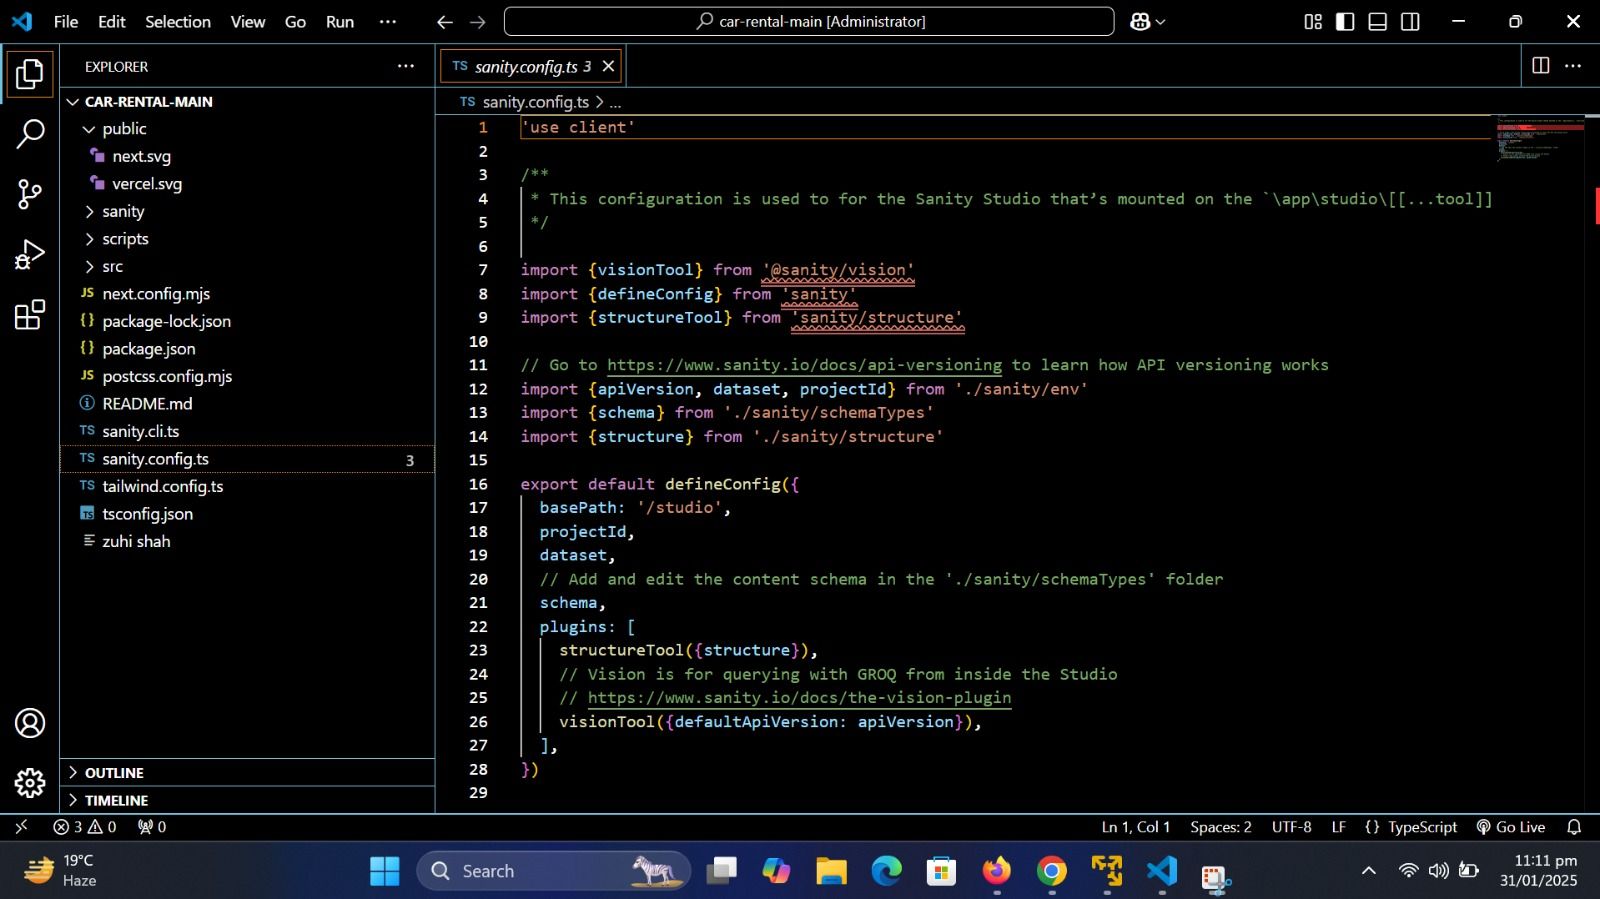 File Edit Selection View Go Run ...
car-rental-main [Administrator]
EXPLORER
CAR-RENTAL-MAIN
public
next.svg
vercel.svg
sanity
scripts
src
JS next.config.mjs
{} package-lock.json
{} package.json
JS postcss.config.mjs
README.md
TS sanity.cli.ts
TS sanity.config.ts 3
TS tailwind.config.ts
TS tsconfig.json
zuhi shah
OUTLINE
TIMELINE
TS sanity.config.ts 3
TS sanity.config.ts > ...
1 'use client'
2
3 /**
4 * This configuration is used to for the Sanity Studio that’s mounted on the `\app\studio\[[...tool]]
5 */
6
7 import {visionTool} from '@sanity/vision'
8 import {defineConfig} from 'sanity'
9 import {structureTool} from 'sanity/structure'
10
11 // Go to https://www.sanity.io/docs/api-versioning to learn how API versioning works
12 import {apiVersion, dataset, projectId} from './sanity/env'
13 import {schema} from './sanity/schemaTypes'
14 import {structure} from './sanity/structure'
15
16 export default defineConfig({
17 basePath: '/studio',
18 projectId,
19 dataset,
20 // Add and edit the content schema in the './sanity/schemaTypes' folder
21 schema,
22 plugins: [
23 structureTool({structure}),
24 // Vision is for querying with GROQ from inside the Studio
25 // https://www.sanity.io/docs/the-vision-plugin
26 visionTool({defaultApiVersion: apiVersion}),
27 ],
28 })
29
3 0 0
Ln 1, Col 1 Spaces: 2 UTF-8 LF {} TypeScript Go Live
19°C
Haze
Search
11:11 pm
31/01/2025